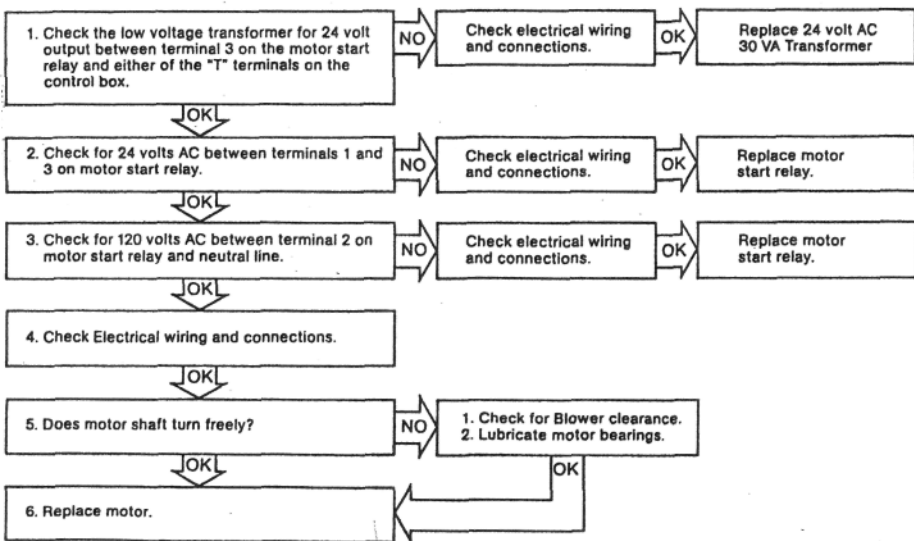 1. Check the low voltage transformer for 24 volt
output between terminal 3 on the motor start
relay and either of the "T" terminals on the
control box.
NO
Check electrical wiring
and connections.
OK
Replace 24 volt AC
30 VA Transformer
OK
2. Check for 24 volts AC between terminals 1 and
3 on motor start relay.
NO
Check electrical wiring
and connections.
OK
Replace motor
start relay.
OK
3. Check for 120 volts AC between terminal 2 on
motor start relay and neutral line.
NO
Check electrical wiring
and connections.
OK
Replace motor
start relay.
OK
4. Check Electrical wiring and connections.
OK
5. Does motor shaft turn freely?
NO
1. Check for Blower clearance.
2. Lubricate motor bearings.
OK
OK
6. Replace motor.